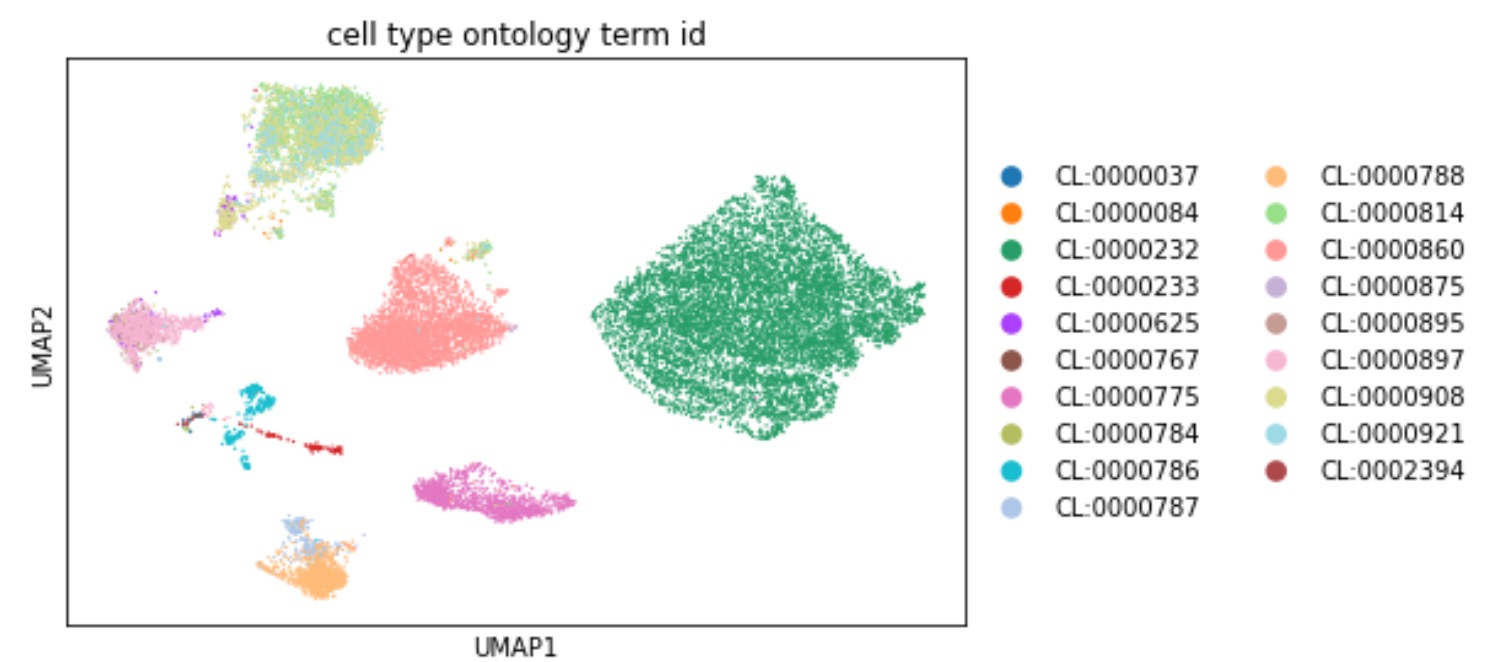 cell type ontology term id
UMAP2
UMAP1
CL:0000037
CL:0000084
CL:0000232
CL:0000233
CL:0000625
CL:0000767
CL:0000775
CL:0000784
CL:0000786
CL:0000787
CL:0000788
CL:0000814
CL:0000860
CL:0000875
CL:0000895
CL:0000897
CL:0000908
CL:0000921
CL:0002394